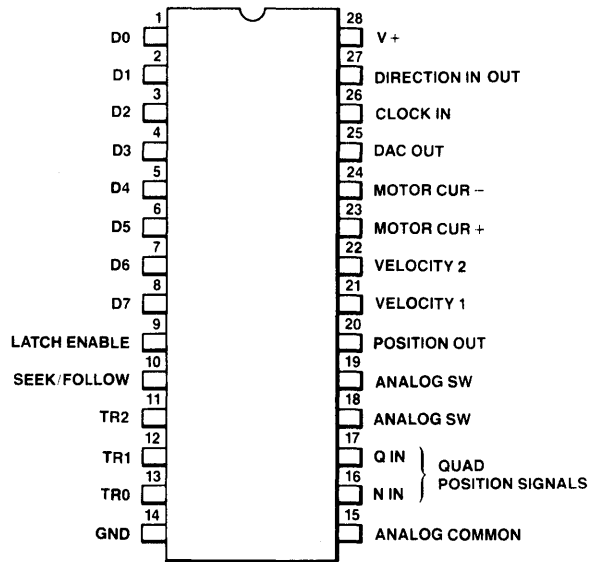 1 28
D0 V+
2 27
D1 DIRECTION IN OUT
3 26
D2 CLOCK IN
4 25
D3 DAC OUT
5 24
D4 MOTOR CUR –
6 23
D5 MOTOR CUR +
7 22
D6 VELOCITY 2
8 21
D7 VELOCITY 1
9 20
LATCH ENABLE POSITION OUT
10 19
SEEK/FOLLOW ANALOG SW
11 18
TR2 ANALOG SW
12 17
TR1 Q IN QUAD
13 16
TR0 N IN POSITION SIGNALS
14 15
GND ANALOG COMMON